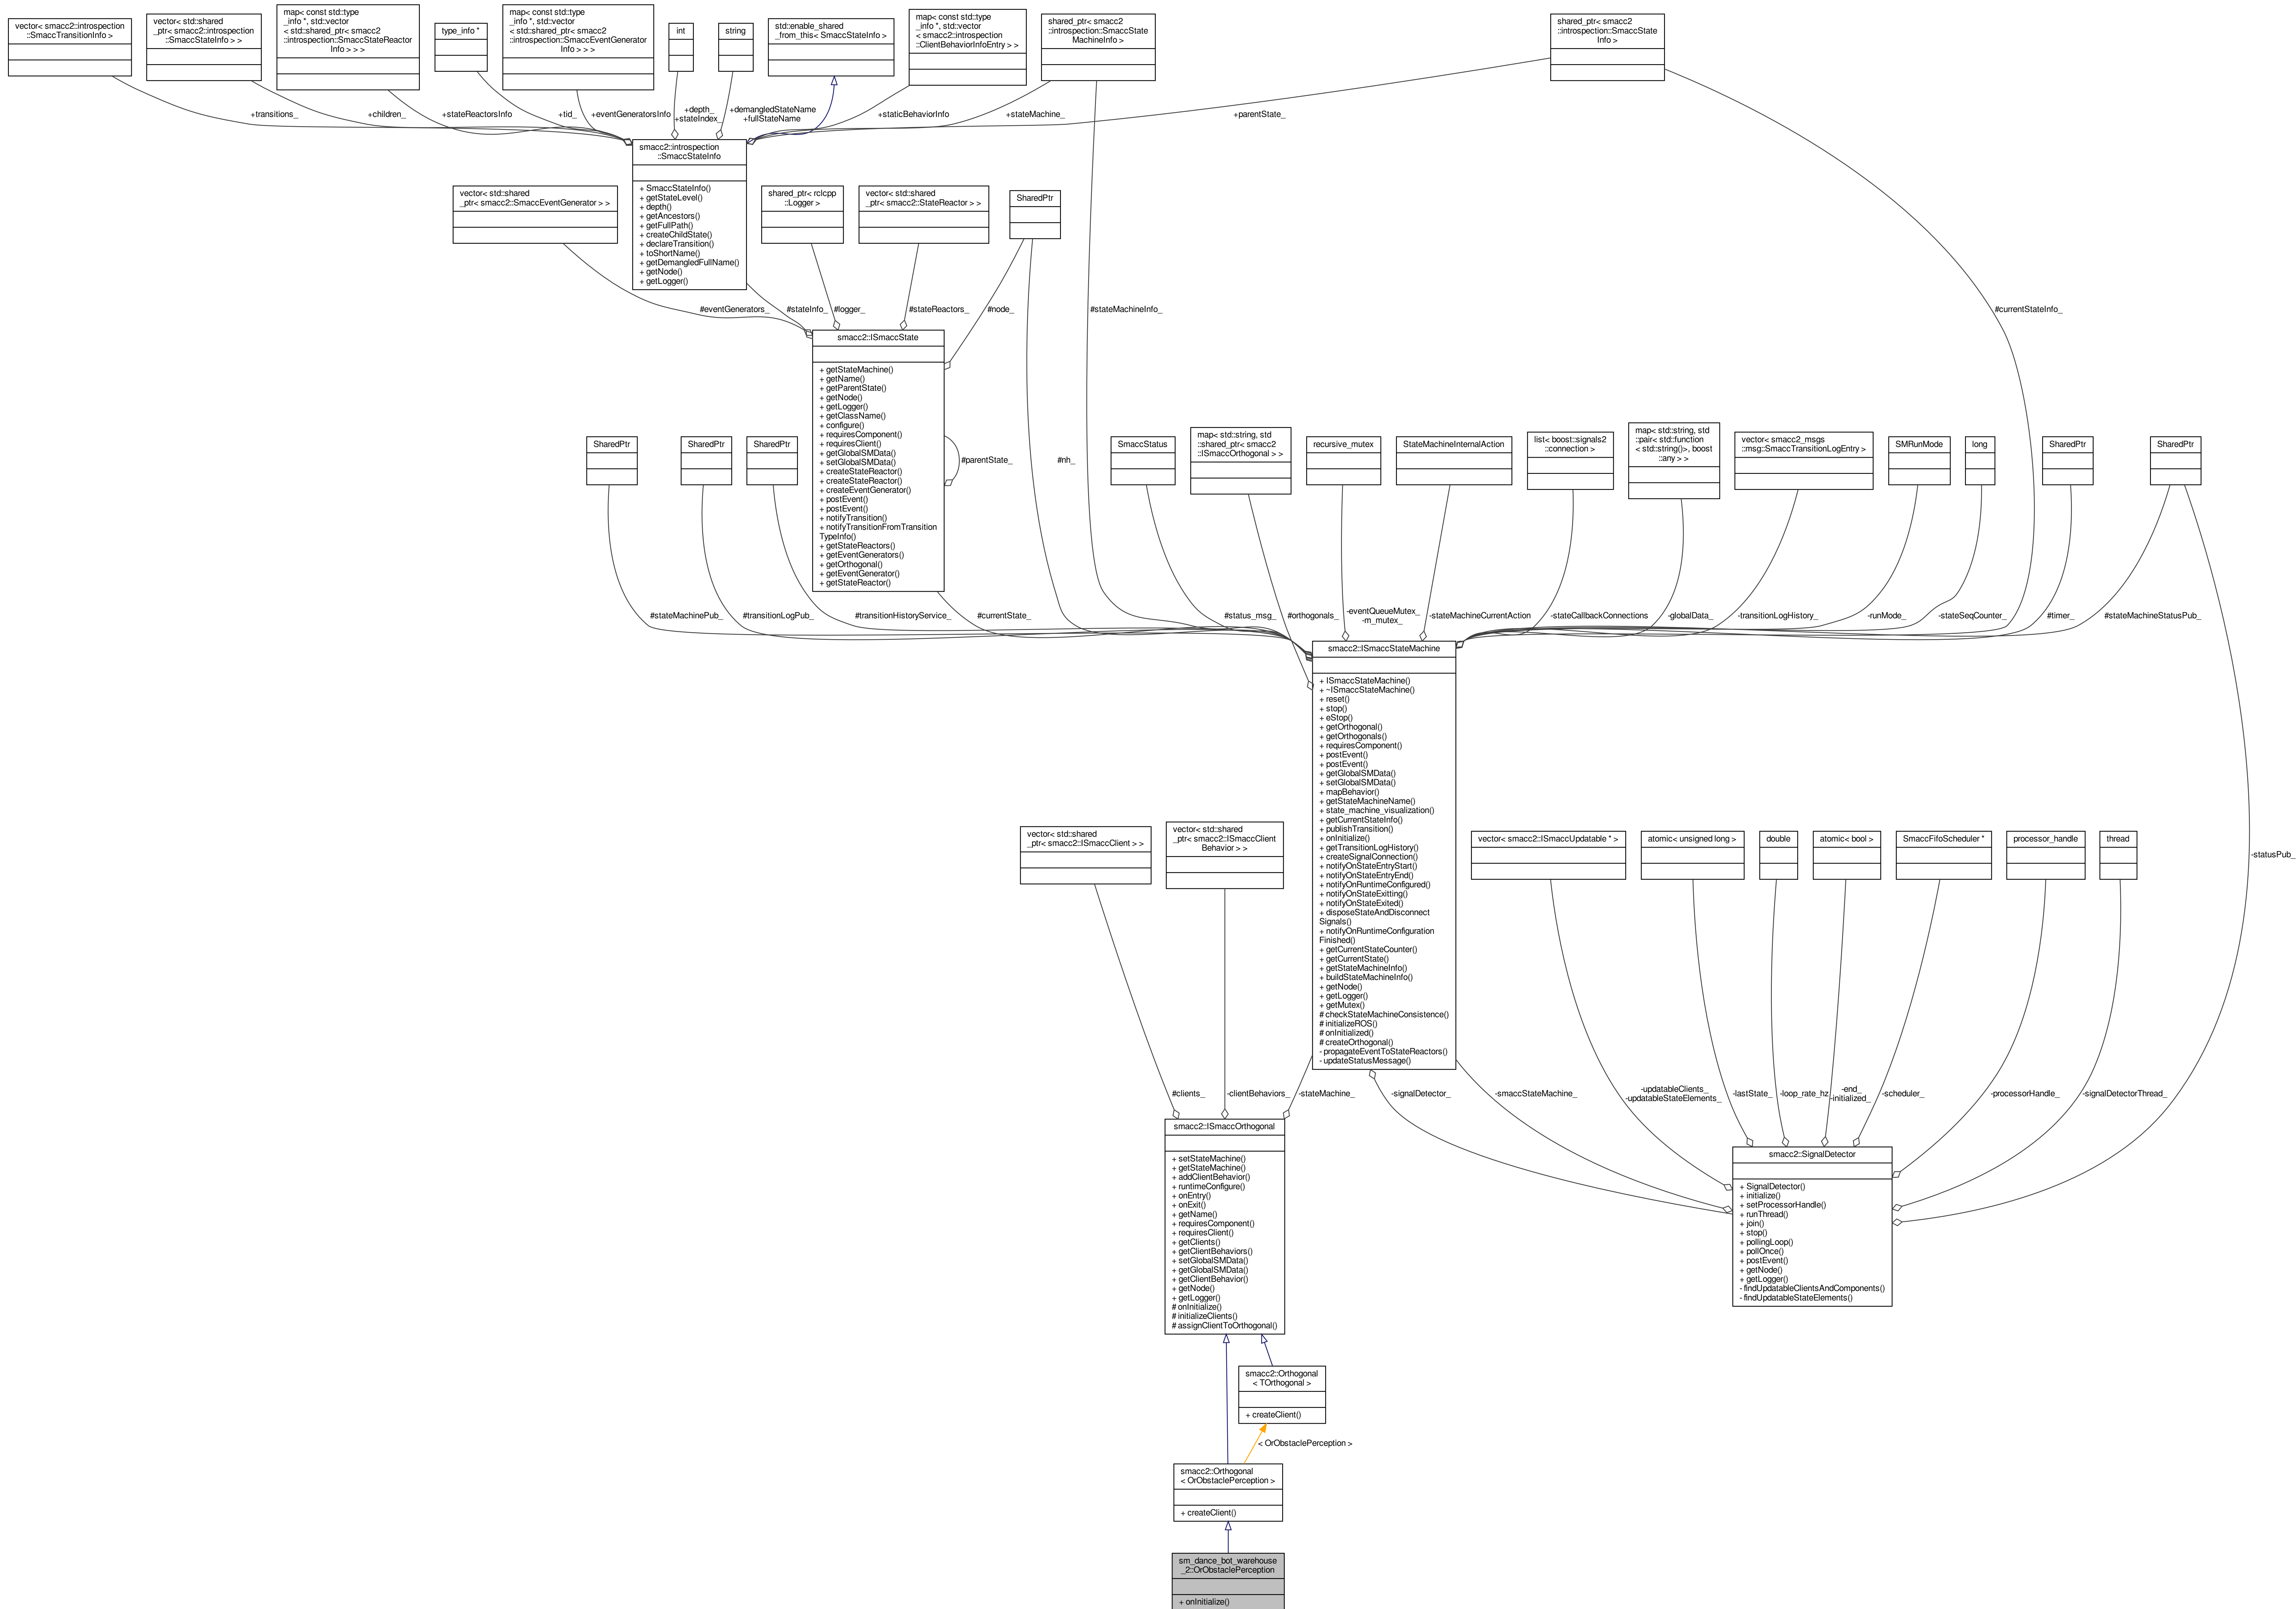 vector< smacc2::introspection
::SmaccTransitionInfo >
vector< std::shared
_ptr< smacc2::introspection
::SmaccStateInfo > >
map< const std::type
_info *, std::vector
< std::shared_ptr< smacc2
::introspection::SmaccStateReactor
Info > > >
type_info *
map< const std::type
_info *, std::vector
< std::shared_ptr< smacc2
::introspection::SmaccEventGenerator
Info > > >
int
string
std::enable_shared
_from_this< SmaccStateInfo >
map< const std::type
_info *, std::vector
< smacc2::introspection
::ClientBehaviorInfoEntry > >
shared_ptr< smacc2
::introspection::SmaccState
MachineInfo >
shared_ptr< smacc2
::introspection::SmaccState
Info >
+transitions_
+children_
+stateReactorsInfo
+tid_
+eventGeneratorsInfo
+depth_
+stateIndex_
+demangledStateName
+fullStateName
+staticBehaviorInfo
+stateMachine_
+parentState_
smacc2::introspection
::SmaccStateInfo
+ SmaccStateInfo()
+ getStateLevel()
+ depth()
+ getAncestors()
+ getFullPath()
+ createChildState()
+ declareTransition()
+ toShortName()
+ getDemangledFullName()
+ getNode()
+ getLogger()
vector< std::shared
_ptr< smacc2::SmaccEventGenerator > >
shared_ptr< rclcpp
::Logger >
vector< std::shared
_ptr< smacc2::StateReactor > >
SharedPtr
#eventGenerators_
#stateInfo_
#logger_
#stateReactors_
#node_
#stateMachineInfo_
#currentStateInfo_
smacc2::ISmaccState
+ getStateMachine()
+ getName()
+ getParentState()
+ getNode()
+ getLogger()
+ getClassName()
+ configure()
+ requiresComponent()
+ requiresClient()
+ getGlobalSMData()
+ setGlobalSMData()
+ createStateReactor()
+ createStateReactor()
+ createEventGenerator()
+ postEvent()
+ postEvent()
+ notifyTransition()
+ notifyTransitionFromTransition
TypeInfo()
+ getStateReactors()
+ getEventGenerators()
+ getOrthogonal()
+ getEventGenerator()
+ getStateReactor()
#parentState_
#nh_
SharedPtr
SharedPtr
SharedPtr
SmaccStatus
map< std::string, std
::shared_ptr< smacc2
::ISmaccOrthogonal > >
recursive_mutex
StateMachineInternalAction
list< boost::signals2
::connection >
map< std::string, std
::pair< std::function
< std::string()>, boost
::any > >
vector< smacc2_msgs
::msg::SmaccTransitionLogEntry >
SMRunMode
long
SharedPtr
SharedPtr
#stateMachinePub_
#transitionLogPub_
#transitionHistoryService_
#currentState_
#status_msg_
#orthogonals_
-eventQueueMutex_
-m_mutex_
-stateMachineCurrentAction
-stateCallbackConnections
-globalData_
-transitionLogHistory_
-runMode_
-stateSeqCounter_
#timer_
#stateMachineStatusPub_
smacc2::ISmaccStateMachine
+ ISmaccStateMachine()
+ ~ISmaccStateMachine()
+ reset()
+ stop()
+ eStop()
+ getOrthogonal()
+ getOrthogonals()
+ requiresComponent()
+ postEvent()
+ postEvent()
+ getGlobalSMData()
+ setGlobalSMData()
+ mapBehavior()
+ getStateMachineName()
+ state_machine_visualization()
+ getCurrentStateInfo()
+ publishTransition()
+ onInitialize()
+ getTransitionLogHistory()
+ createSignalConnection()
+ notifyOnStateEntryStart()
+ notifyOnStateEntryEnd()
+ notifyOnRuntimeConfigured()
+ notifyOnStateExitting()
+ notifyOnStateExited()
+ disposeStateAndDisconnect
Signals()
+ notifyOnRuntimeConfiguration
Finished()
+ getCurrentStateCounter()
+ getCurrentState()
+ getStateMachineInfo()
+ buildStateMachineInfo()
+ getNode()
+ getLogger()
+ getMutex()
# checkStateMachineConsistence()
# initializeROS()
# onInitialized()
# createOrthogonal()
- propagateEventToStateReactors()
- updateStatusMessage()
vector< std::shared
_ptr< smacc2::ISmaccClient > >
vector< std::shared
_ptr< smacc2::ISmaccClient
Behavior > >
vector< smacc2::ISmaccUpdatable * >
atomic< unsigned long >
double
atomic< bool >
SmaccFifoScheduler *
processor_handle
thread
-statusPub_
#clients_
-clientBehaviors_
-stateMachine_
-signalDetector_
-smaccStateMachine_
-updatableClients_
-updatableStateElements_
-lastState_
-loop_rate_hz
-end_
-initialized_
-scheduler_
-processorHandle_
-signalDetectorThread_
smacc2::ISmaccOrthogonal
+ setStateMachine()
+ getStateMachine()
+ addClientBehavior()
+ runtimeConfigure()
+ onEntry()
+ onExit()
+ getName()
+ requiresComponent()
+ requiresClient()
+ getClients()
+ getClientBehaviors()
+ setGlobalSMData()
+ getGlobalSMData()
+ getClientBehavior()
+ getNode()
+ getLogger()
# onInitialize()
# initializeClients()
# assignClientToOrthogonal()
smacc2::SignalDetector
+ SignalDetector()
+ initialize()
+ setProcessorHandle()
+ runThread()
+ join()
+ stop()
+ pollingLoop()
+ pollOnce()
+ postEvent()
+ getNode()
+ getLogger()
- findUpdatableClientsAndComponents()
- findUpdatableStateElements()
smacc2::Orthogonal
< TOrthogonal >
+ createClient()
< OrObstaclePerception >
smacc2::Orthogonal
< OrObstaclePerception >
+ createClient()
sm_dance_bot_warehouse
_2::OrObstaclePerception
+ onInitialize()